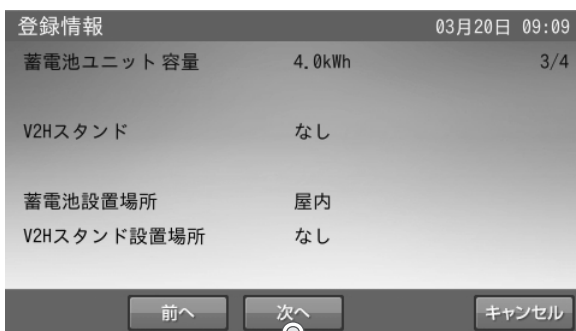 登録情報 03月20日 09:09
蓄電池ユニット 容量 4.0kWh 3/4
V2Hスタンド なし
蓄電池設置場所 屋内
V2Hスタンド設置場所 なし
前へ 次へ キャンセル